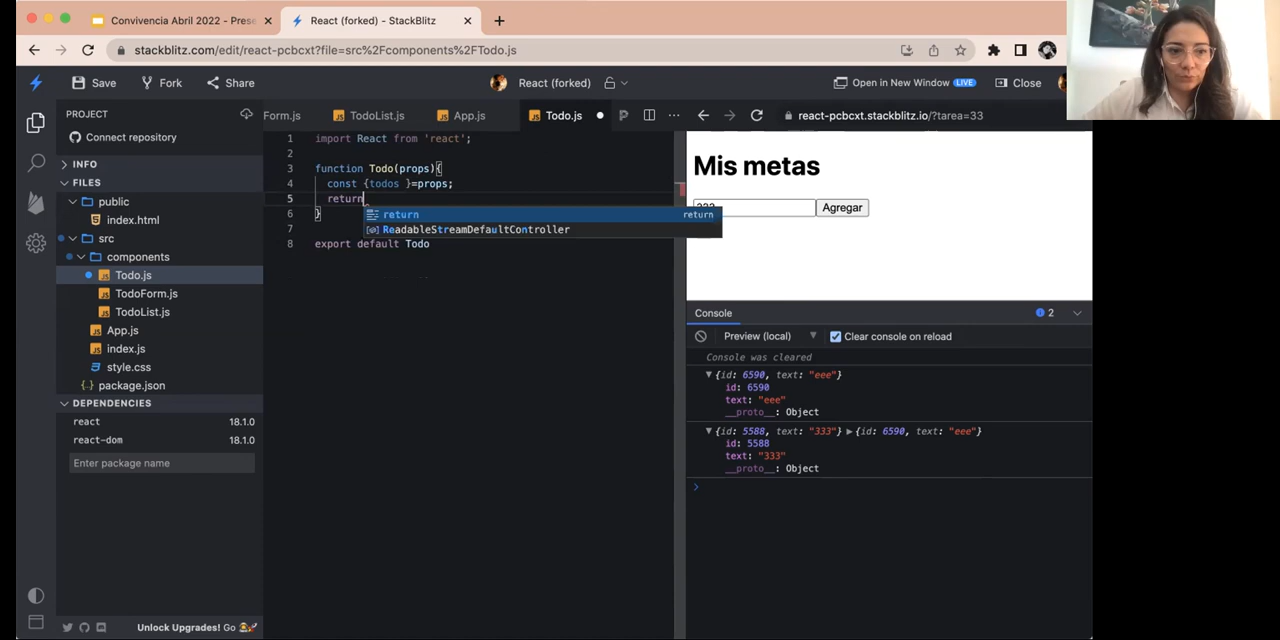 Convivencia Abril 2022 - Prese
React (forked) - StackBlitz
stackblitz.com/edit/react-pcbcxt?file=src%2Fcomponents%2FTodo.js
Save
Fork
Share
React (forked)
Open in New Window LIVE
Close
PROJECT
Connect repository
INFO
FILES
public
index.html
src
components
Todo.js
TodoForm.js
TodoList.js
App.js
index.js
style.css
package.json
DEPENDENCIES
react 18.1.0
react-dom 18.1.0
Enter package name
Unlock Upgrades! Go
Form.js
TodoList.js
App.js
Todo.js
1 import React from 'react';
2
3 function Todo(props){
4 const {todos }=props;
5 return
6 }
7
8 export default Todo
return return
ReadableStreamDefaultController
react-pcbcxt.stackblitz.io/?tarea=33
Mis metas
Agregar
Console
2
Preview (local)
Clear console on reload
Console was cleared
{id: 6590, text: "eee"}
id: 6590
text: "eee"
__proto__: Object
{id: 5588, text: "333"} {id: 6590, text: "eee"}
id: 5588
text: "333"
__proto__: Object